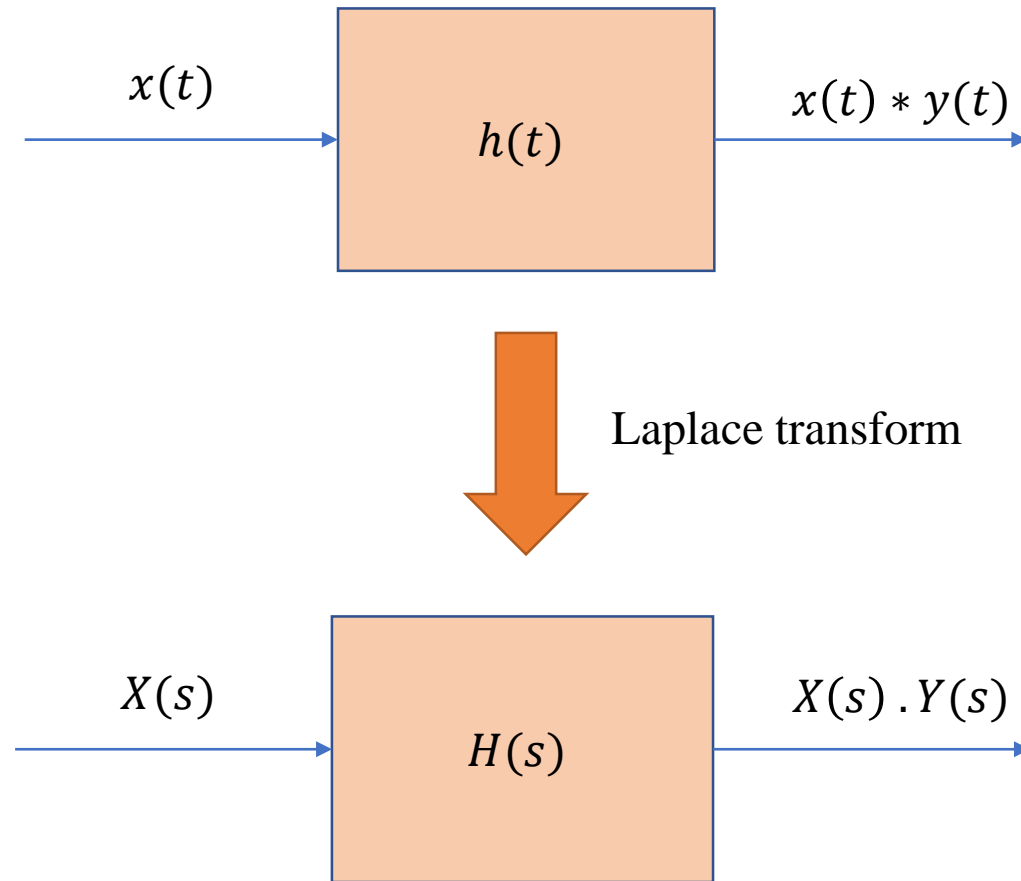 x(t)
h(t)
x(t) ∗ y(t)
Laplace transform
X(s)
H(s)
X(s) . Y(s)